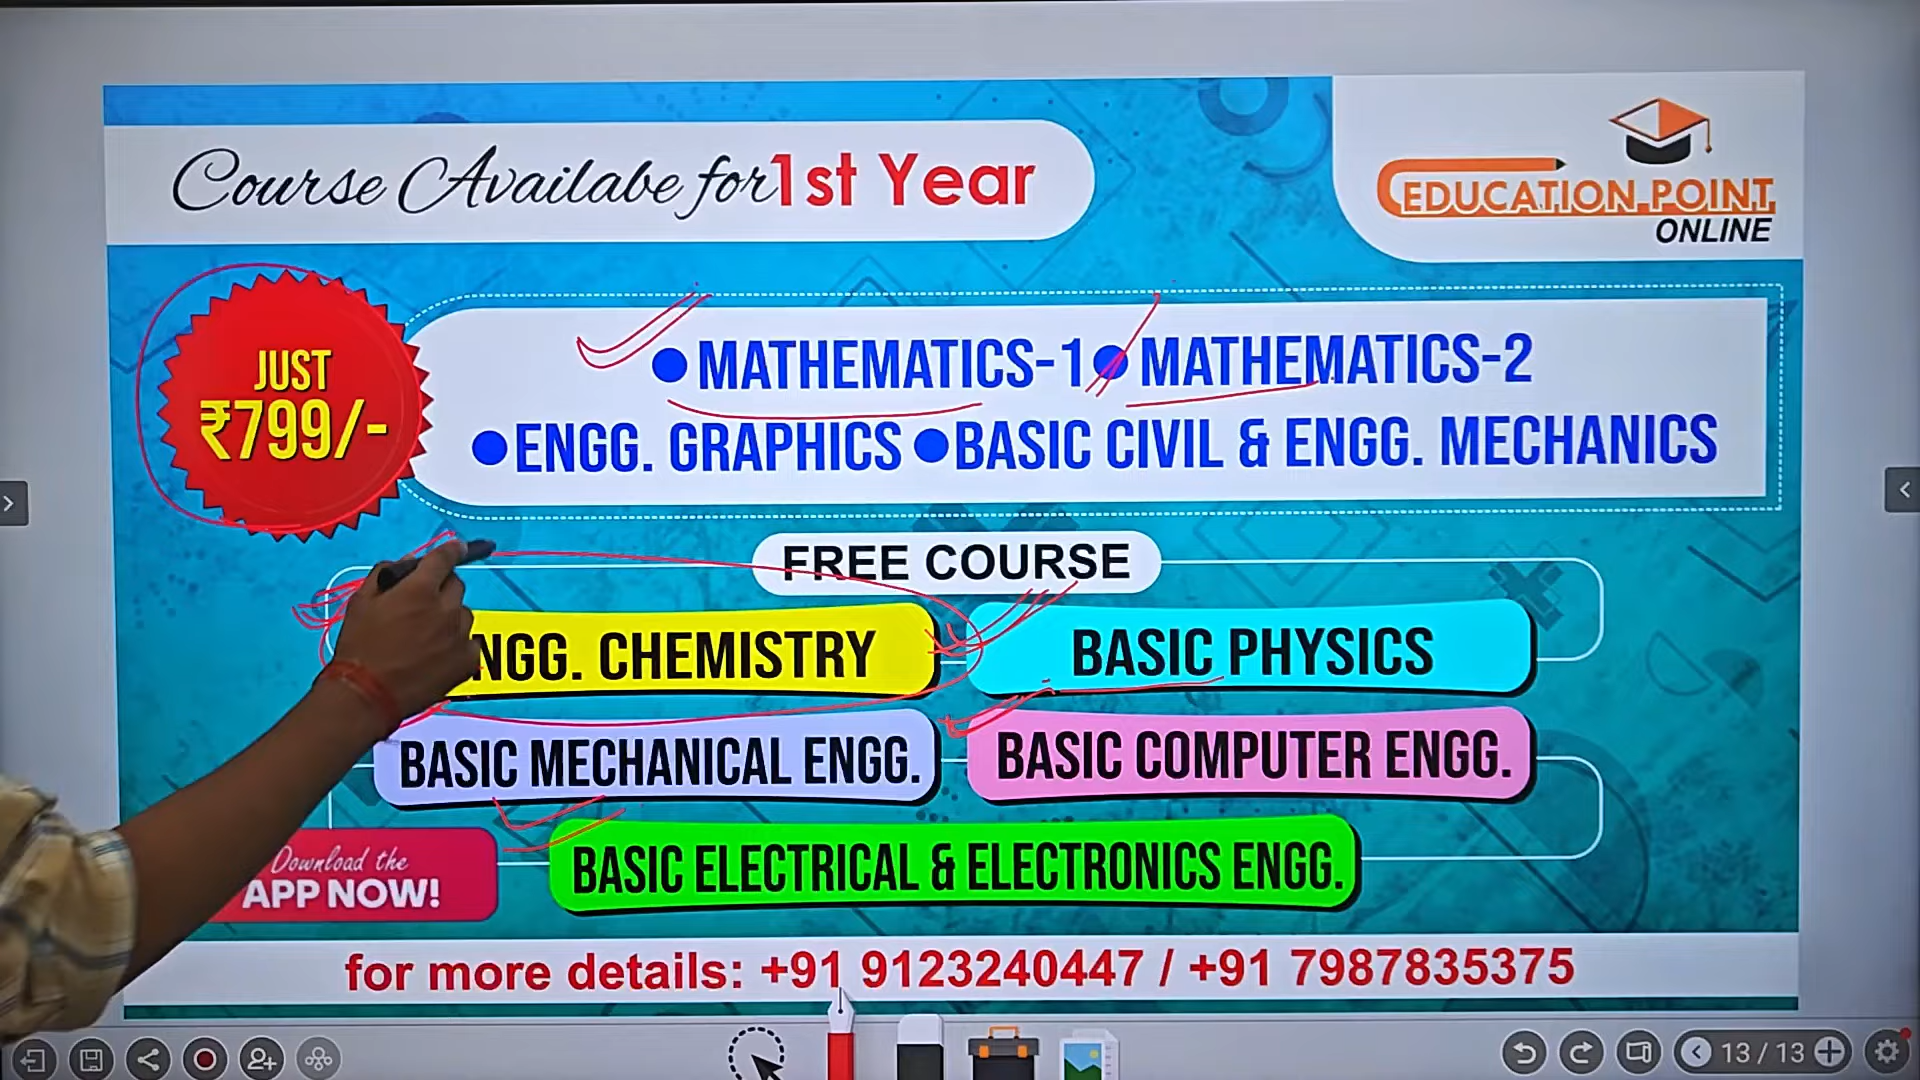 Course Availabe for 1st Year
EDUCATION POINT
ONLINE
JUST
₹799/-
●MATHEMATICS-1 ●MATHEMATICS-2
●ENGG. GRAPHICS ●BASIC CIVIL & ENGG. MECHANICS
FREE COURSE
NGG. CHEMISTRY
BASIC PHYSICS
BASIC MECHANICAL ENGG.
BASIC COMPUTER ENGG.
Download the
APP NOW!
BASIC ELECTRICAL & ELECTRONICS ENGG.
for more details: +91 9123240447 / +91 7987835375
13 / 13